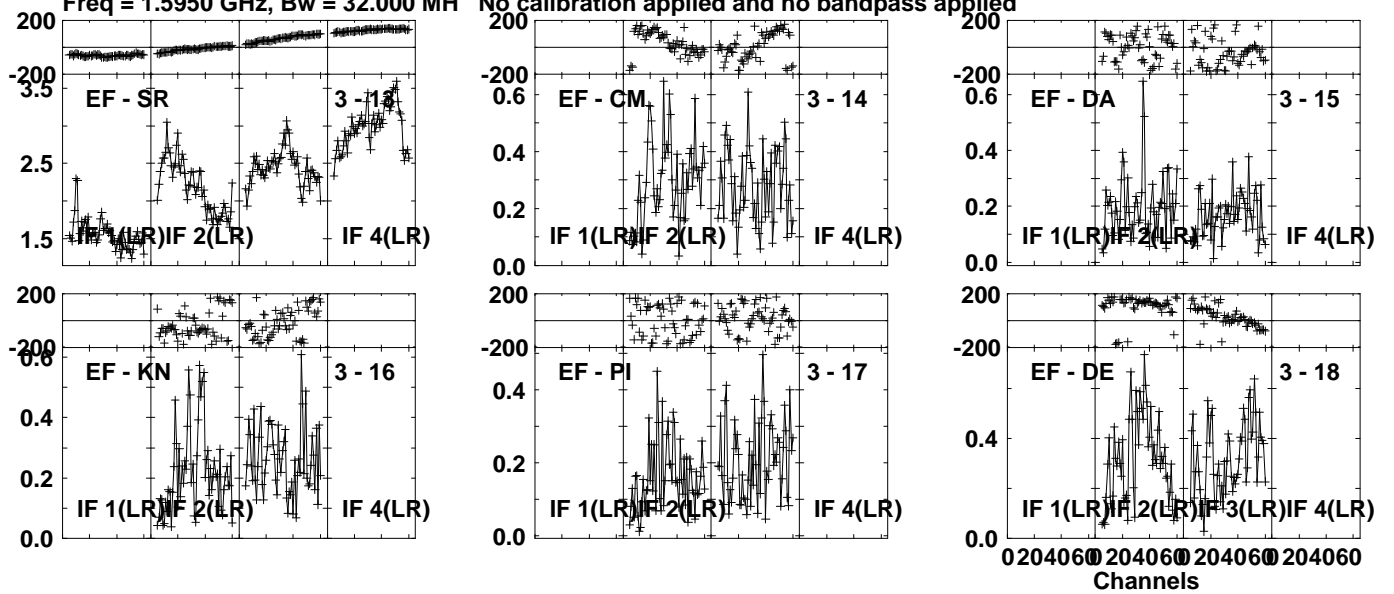 Freq = 1.5950 GHz, Bw = 32.000 MH No calibration applied and no bandpass applied
200
-200
3.5
2.5
1.5
EF - SR
3 - 13
IF 1(LR)
IF 2(LR)
IF 4(LR)
0.6
0.4
0.2
0.0
EF - CM
3 - 14
IF 1(LR)
IF 2(LR)
IF 4(LR)
200
-200
0.6
0.4
0.2
0.0
EF - DA
3 - 15
IF 1(LR)
IF 2(LR)
IF 4(LR)
200
-200
0.6
0.4
0.2
0.0
EF - KN
3 - 16
IF 1(LR)
IF 2(LR)
IF 4(LR)
200
-200
0.4
0.2
0.0
EF - PI
3 - 17
IF 1(LR)
IF 2(LR)
IF 4(LR)
200
-200
0.4
0.0
EF - DE
3 - 18
IF 1(LR)
IF 2(LR)
IF 3(LR)
IF 4(LR)
0 20 40 60 0 20 40 60 0 20 40 60 0 20 40 60
Channels